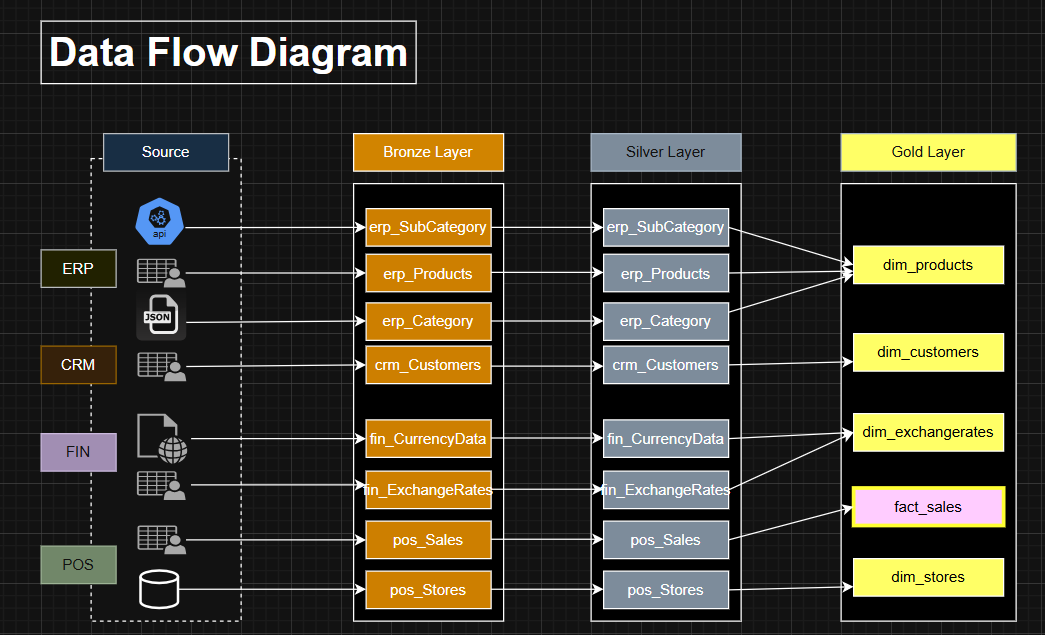 Data Flow Diagram
Source
Bronze Layer
Silver Layer
Gold Layer
api
erp_SubCategory
erp_SubCategory
ERP
erp_Products
erp_Products
dim_products
JSON
erp_Category
erp_Category
CRM
crm_Customers
crm_Customers
dim_customers
FIN
fin_CurrencyData
fin_CurrencyData
dim_exchangerates
fin_ExchangeRates
fin_ExchangeRates
fact_sales
POS
pos_Sales
pos_Sales
pos_Stores
pos_Stores
dim_stores